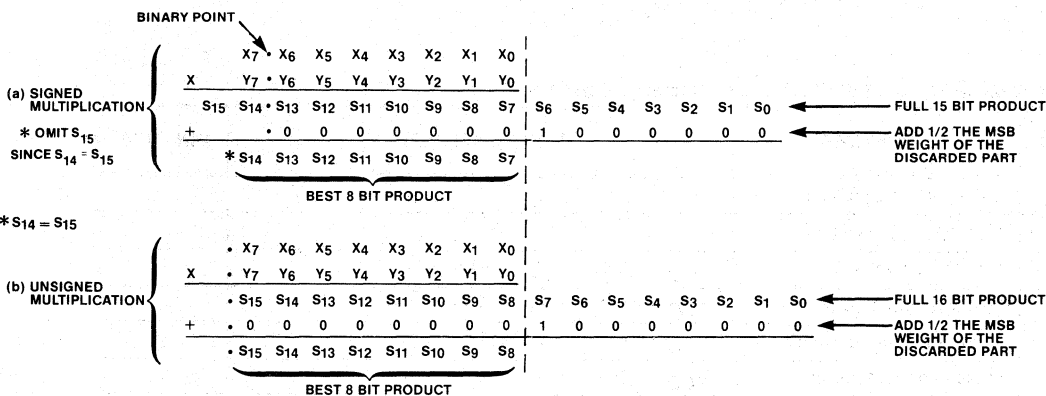 BINARY POINT
X7 • X6 X5 X4 X3 X2 X1 X0
X Y7 • Y6 Y5 Y4 Y3 Y2 Y1 Y0
(a) SIGNED
MULTIPLICATION
S15 S14 • S13 S12 S11 S10 S9 S8 S7 S6 S5 S4 S3 S2 S1 S0
FULL 15 BIT PRODUCT
* OMIT S15
SINCE S14 = S15
+ • 0 0 0 0 0 0 0 1 0 0 0 0 0 0
ADD 1/2 THE MSB
WEIGHT OF THE
DISCARDED PART
* S14 S13 S12 S11 S10 S9 S8 S7
BEST 8 BIT PRODUCT
* S14 = S15
• X7 X6 X5 X4 X3 X2 X1 X0
X • Y7 Y6 Y5 Y4 Y3 Y2 Y1 Y0
(b) UNSIGNED
MULTIPLICATION
• S15 S14 S13 S12 S11 S10 S9 S8 S7 S6 S5 S4 S3 S2 S1 S0
FULL 16 BIT PRODUCT
+ • 0 0 0 0 0 0 0 0 1 0 0 0 0 0 0 0
ADD 1/2 THE MSB
WEIGHT OF THE
DISCARDED PART
• S15 S14 S13 S12 S11 S10 S9 S8
BEST 8 BIT PRODUCT